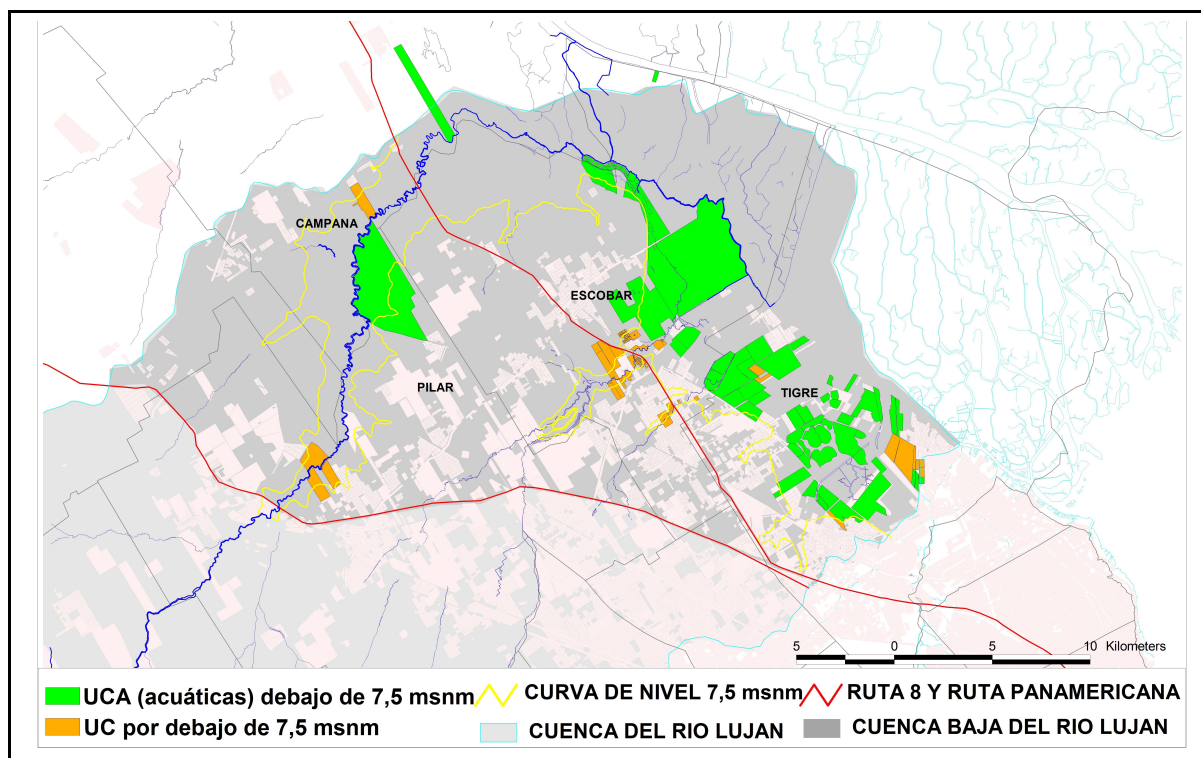 CAMPANA
ESCOBAR
PILAR
TIGRE
5 0 5 10 Kilometers
UCA (acuáticas) debajo de 7,5 msnm
CURVA DE NIVEL 7,5 msnm
RUTA 8 Y RUTA PANAMERICANA
UC por debajo de 7,5 msnm
CUENCA DEL RIO LUJAN
CUENCA BAJA DEL RIO LUJAN